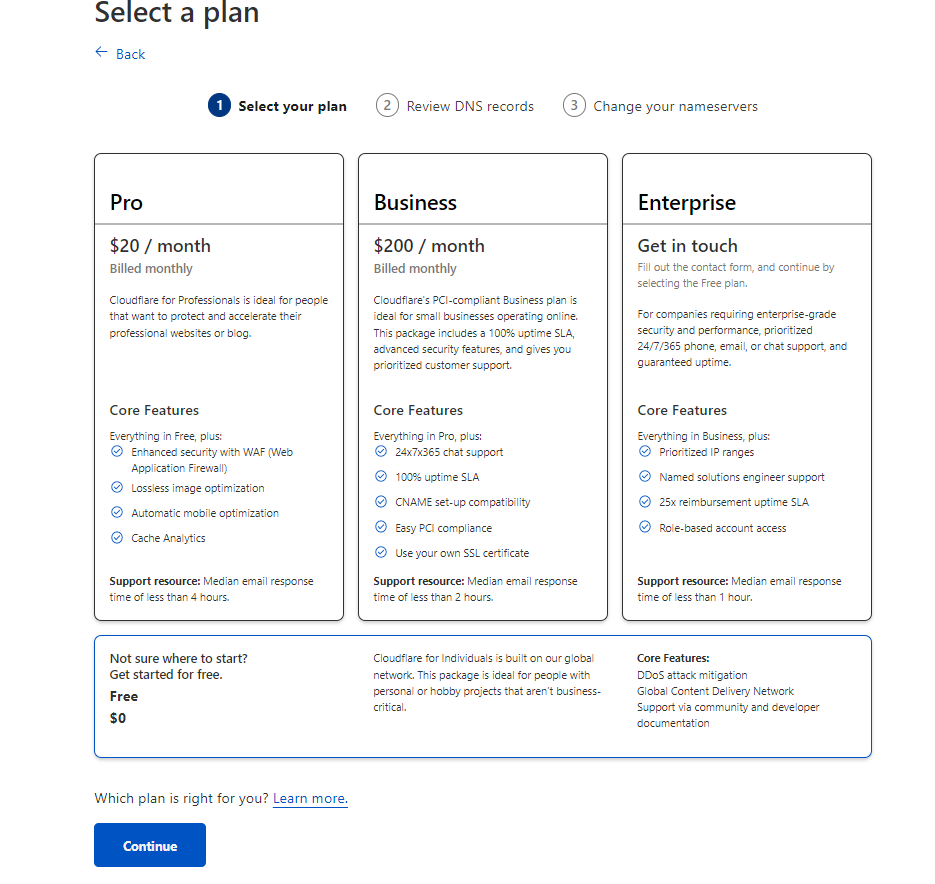 Select a plan
Back
1 Select your plan
2 Review DNS records
3 Change your nameservers
Pro
$20 / month
Billed monthly
Cloudflare for Professionals is ideal for people
that want to protect and accelerate their
professional websites or blog.
Core Features
Everything in Free, plus:
Enhanced security with WAF (Web
Application Firewall)
Lossless image optimization
Automatic mobile optimization
Cache Analytics
Support resource: Median email response
time of less than 4 hours.
Business
$200 / month
Billed monthly
Cloudflare's PCI-compliant Business plan is
ideal for small businesses operating online.
This package includes a 100% uptime SLA,
advanced security features, and gives you
prioritized customer support.
Core Features
Everything in Pro, plus:
24x7x365 chat support
100% uptime SLA
CNAME set-up compatibility
Easy PCI compliance
Use your own SSL certificate
Support resource: Median email response
time of less than 2 hours.
Enterprise
Get in touch
Fill out the contact form, and continue by
selecting the Free plan.
For companies requiring enterprise-grade
security and performance, prioritized
24/7/365 phone, email, or chat support, and
guaranteed uptime.
Core Features
Everything in Business, plus:
Prioritized IP ranges
Named solutions engineer support
25x reimbursement uptime SLA
Role-based account access
Support resource: Median email response
time of less than 1 hour.
Not sure where to start?
Get started for free.
Free
$0
Cloudflare for Individuals is built on our global
network. This package is ideal for people with
personal or hobby projects that aren't business-
critical.
Core Features:
DDoS attack mitigation
Global Content Delivery Network
Support via community and developer
documentation
Which plan is right for you? Learn more.
Continue